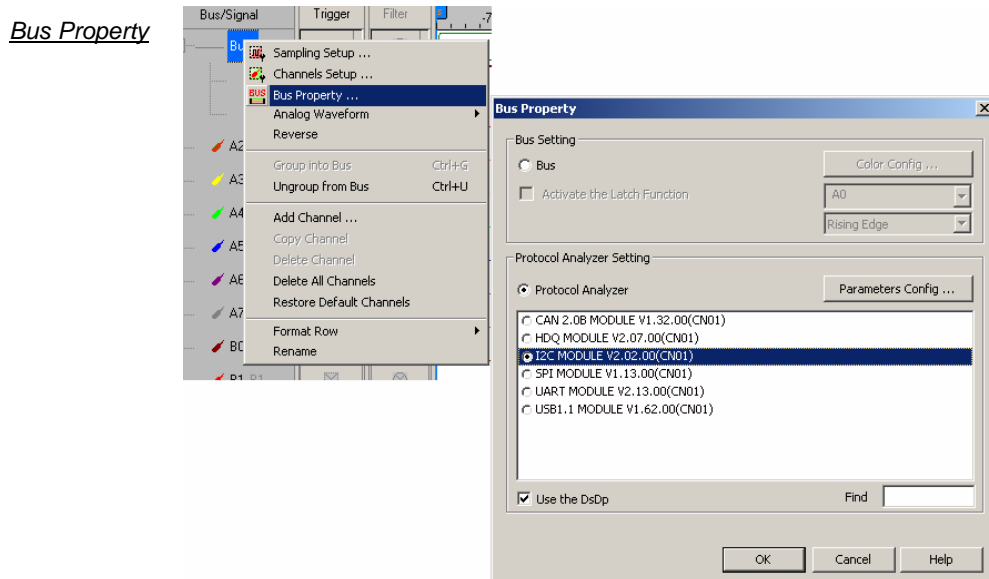 Bus Property
Bus/Signal Trigger Filter
Sampling Setup ...
Channels Setup ...
BUS Bus Property ...
Analog Waveform
Reverse
A2
Group into Bus Ctrl+G
A3
Ungroup from Bus Ctrl+U
A4
Add Channel ...
Copy Channel
A5
Delete Channel
A6
Delete All Channels
Restore Default Channels
A7
Format Row
B0
Rename
B1 B1
Bus Property
Bus Setting
Bus Color Config ...
Activate the Latch Function A0
Rising Edge
Protocol Analyzer Setting
Protocol Analyzer Parameters Config ...
CAN 2.0B MODULE V1.32.00(CN01)
HDQ MODULE V2.07.00(CN01)
I2C MODULE V2.02.00(CN01)
SPI MODULE V1.13.00(CN01)
UART MODULE V2.13.00(CN01)
USB1.1 MODULE V1.62.00(CN01)
Use the DsDp Find
OK Cancel Help